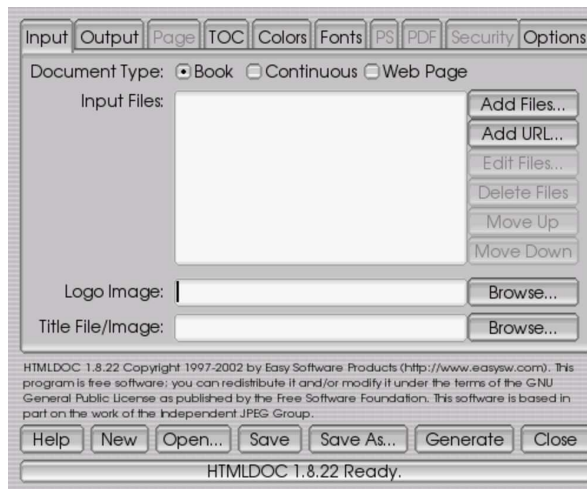 Input Output Page TOC Colors Fonts PS PDF Security Options
Document Type: Book Continuous Web Page
Input Files:
Add Files...
Add URL...
Edit Files...
Delete Files
Move Up
Move Down
Logo Image: Browse...
Title File/Image: Browse...
HTMLDOC 1.8.22 Copyright 1997-2002 by Easy Software Products (http://www.easysw.com). This
program is free software; you can redistribute it and/or modify it under the terms of the GNU
General Public License as published by the Free Software Foundation. This software is based in
part on the work of the Independent JPEG Group.
Help New Open... Save Save As... Generate Close
HTMLDOC 1.8.22 Ready.